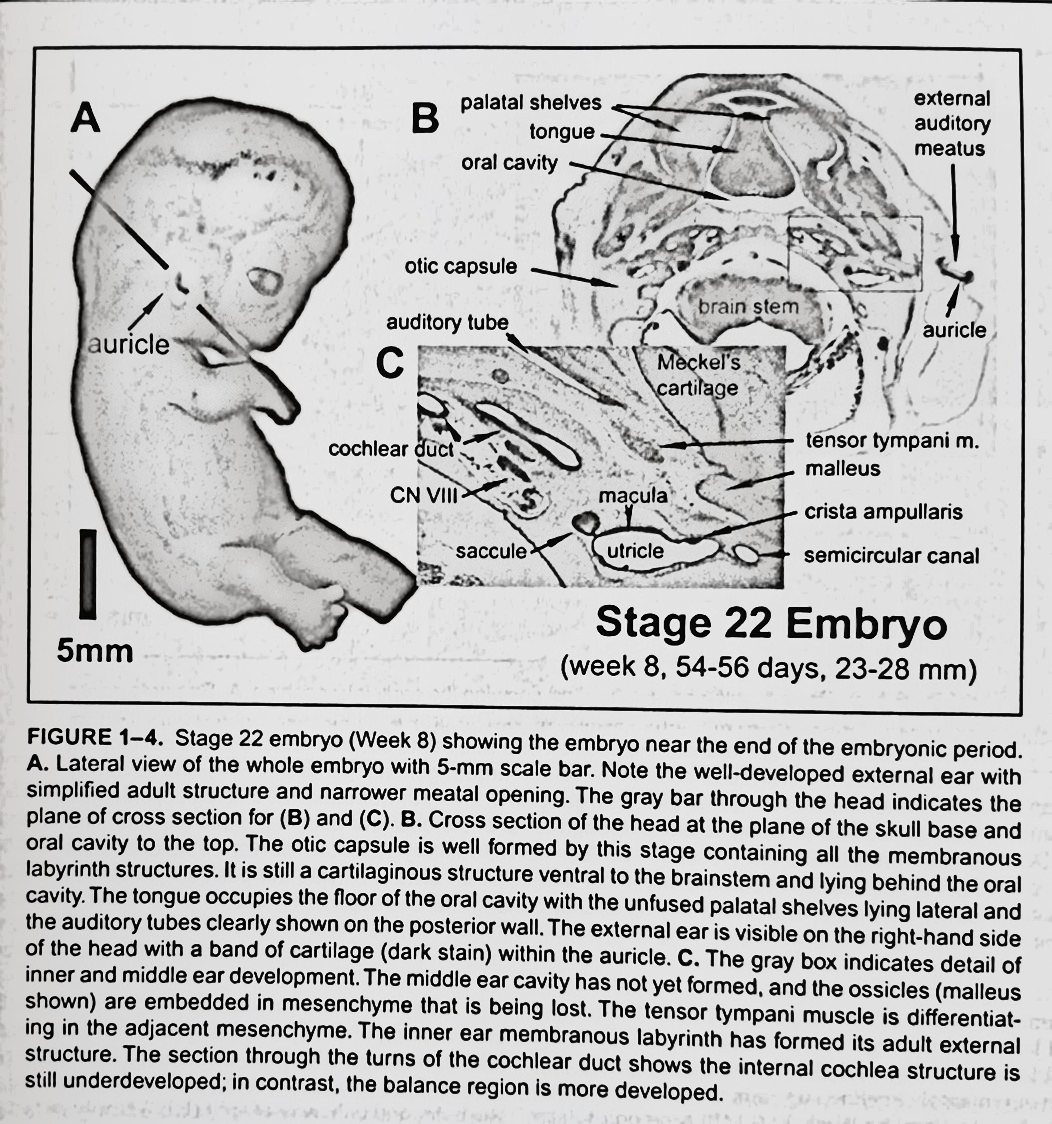 A
auricle
5mm
B
palatal shelves
tongue
oral cavity
external
auditory
meatus
otic capsule
brain stem
auricle
auditory tube
C
Meckel's
cartilage
cochlear duct
tensor tympani m.
malleus
CN VIII
macula
crista ampullaris
saccule
utricle
semicircular canal
Stage 22 Embryo
(week 8, 54-56 days, 23-28 mm)
FIGURE 1–4. Stage 22 embryo (Week 8) showing the embryo near the end of the embryonic period.
A. Lateral view of the whole embryo with 5-mm scale bar. Note the well-developed external ear with
simplified adult structure and narrower meatal opening. The gray bar through the head indicates the
plane of cross section for (B) and (C). B. Cross section of the head at the plane of the skull base and
oral cavity to the top. The otic capsule is well formed by this stage containing all the membranous
labyrinth structures. It is still a cartilaginous structure ventral to the brainstem and lying behind the oral
cavity. The tongue occupies the floor of the oral cavity with the unfused palatal shelves lying lateral and
the auditory tubes clearly shown on the posterior wall. The external ear is visible on the right-hand side
of the head with a band of cartilage (dark stain) within the auricle. C. The gray box indicates detail of
inner and middle ear development. The middle ear cavity has not yet formed, and the ossicles (malleus
shown) are embedded in mesenchyme that is being lost. The tensor tympani muscle is differentiat-
ing in the adjacent mesenchyme. The inner ear membranous labyrinth has formed its adult external
structure. The section through the turns of the cochlear duct shows the internal cochlea structure is
still underdeveloped; in contrast, the balance region is more developed.